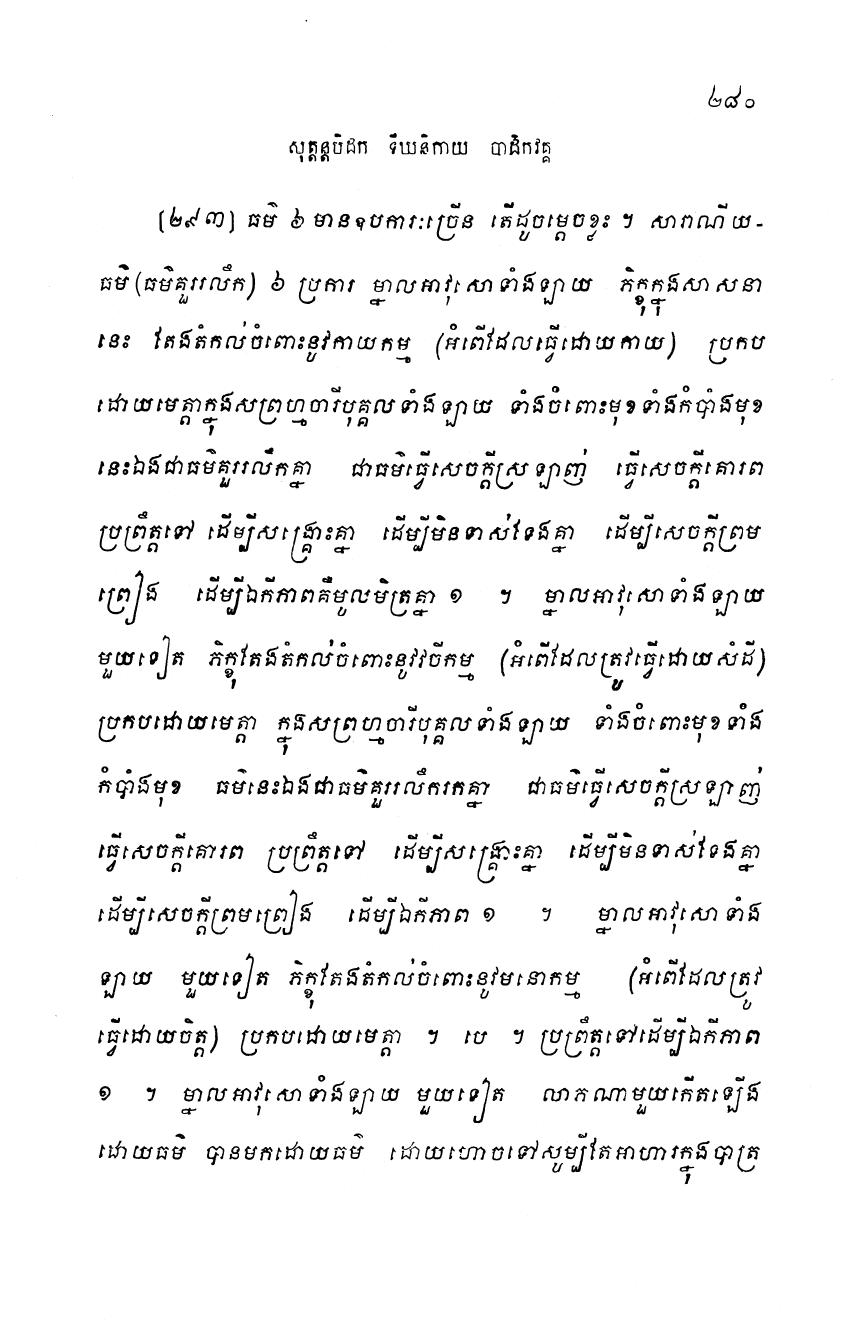 ២៨០
សុត្តន្តបិដក ទីឃនិកាយ បាដិកវគ្គ
[២៩៣] ធម៌ ៦ មានឧបការៈច្រើន តើដូចម្តេចខ្លះ ។ សារាណីយ-
ធម៌ (ធម៌គួររលឹក) ៦ ប្រការ ម្នាលអាវុសោទាំងឡាយ ភិក្ខុក្នុងសាសនា
នេះ តែងតំកល់ចំពោះនូវកាយកម្ម (អំពើដែលធ្វើដោយកាយ) ប្រកប
ដោយមេត្តាក្នុងសព្រហ្មចារីបុគ្គលទាំងឡាយ ទាំងចំពោះមុខទាំងកំបាំងមុខ
នេះឯងជាធម៌គួររលឹកគ្នា ជាធម៌ធ្វើសេចក្តីស្រឡាញ់ ធ្វើសេចក្តីគោរព
ប្រព្រឹត្តទៅ ដើម្បីសង្គ្រោះគ្នា ដើម្បីមិនទាស់ទែងគ្នា ដើម្បីសេចក្តីព្រម
ព្រៀង ដើម្បីឯកីភាពគឺមូលមិត្រគ្នា ១ ។ ម្នាលអាវុសោទាំងឡាយ
មួយទៀត ភិក្ខុតែងតំកល់ចំពោះនូវវចីកម្ម (អំពើដែលត្រូវធ្វើដោយសំដី)
ប្រកបដោយមេត្តា ក្នុងសព្រហ្មចារីបុគ្គលទាំងឡាយ ទាំងចំពោះមុខទាំង
កំបាំងមុខ ធម៌នេះឯងជាធម៌គួររលឹករកគ្នា ជាធម៌ធ្វើសេចក្តីស្រឡាញ់
ធ្វើសេចក្តីគោរព ប្រព្រឹត្តទៅ ដើម្បីសង្គ្រោះគ្នា ដើម្បីមិនទាស់ទែងគ្នា
ដើម្បីសេចក្តីព្រមព្រៀង ដើម្បីឯកីភាព ១ ។ ម្នាលអាវុសោទាំង
ឡាយ មួយទៀត ភិក្ខុតែងតំកល់ចំពោះនូវមនោកម្ម (អំពើដែលត្រូវ
ធ្វើដោយចិត្ត) ប្រកបដោយមេត្តា ។ បេ ។ ប្រព្រឹត្តទៅដើម្បីឯកីភាព
១ ។ ម្នាលអាវុសោទាំងឡាយ មួយទៀត លាភណាមួយកើតឡើង
ដោយធម៌ បានមកដោយធម៌ ដោយហោចទៅសូម្បីតែអាហារក្នុងបាត្រ